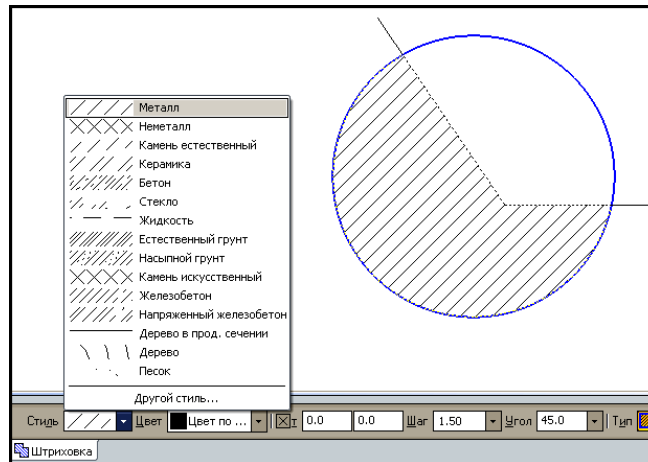 Металл
Неметалл
Камень естественный
Керамика
Бетон
Стекло
Жидкость
Естественный грунт
Насыпной грунт
Камень искусственный
Железобетон
Напряженный железобетон
Дерево в прод. сечении
Дерево
Песок
Другой стиль...
Стиль Цвет Цвет по ... т 0.0 0.0 Шаг 1.50 Угол 45.0 Тип
Штриховка